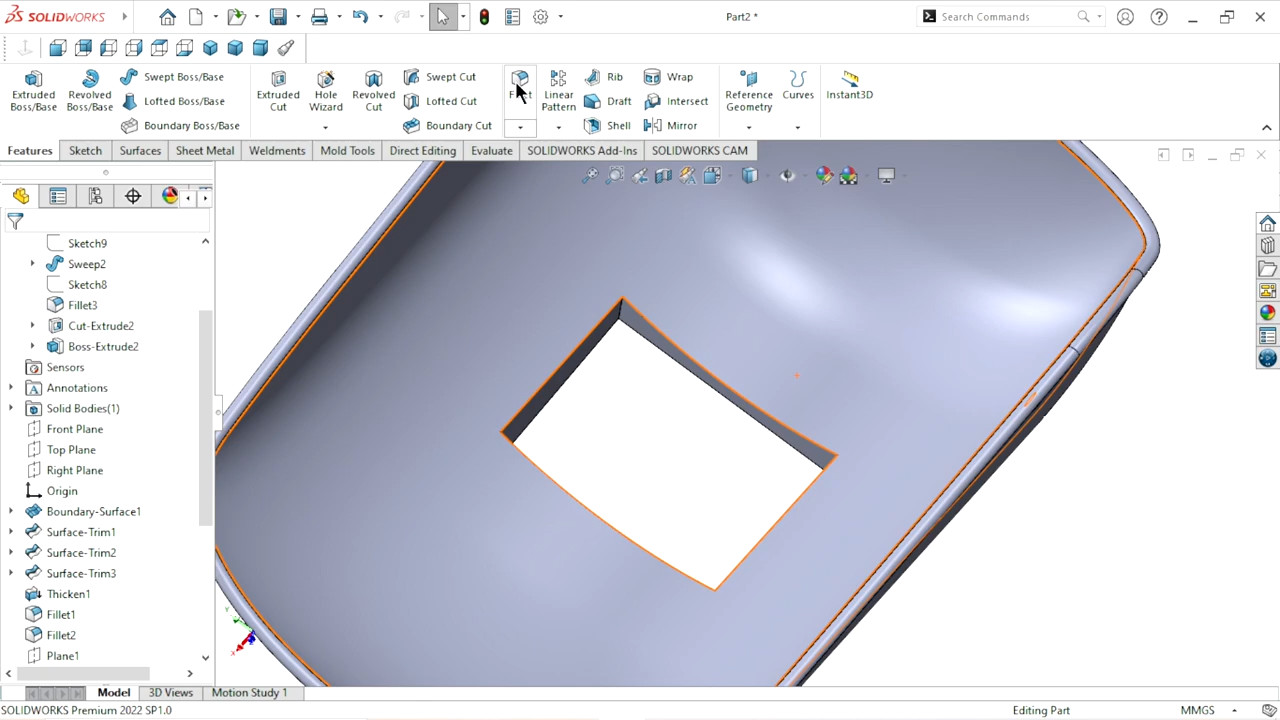 SOLIDWORKS
Part2 *
Search Commands
Extruded Boss/Base
Revolved Boss/Base
Swept Boss/Base
Lofted Boss/Base
Boundary Boss/Base
Extruded Cut
Hole Wizard
Revolved Cut
Swept Cut
Lofted Cut
Boundary Cut
Linear Pattern
Rib
Draft
Shell
Wrap
Intersect
Mirror
Reference Geometry
Curves
Instant3D
Features
Sketch
Surfaces
Sheet Metal
Weldments
Mold Tools
Direct Editing
Evaluate
SOLIDWORKS Add-Ins
SOLIDWORKS CAM
Sketch9
Sweep2
Sketch8
Fillet3
Cut-Extrude2
Boss-Extrude2
Sensors
Annotations
Solid Bodies(1)
Front Plane
Top Plane
Right Plane
Origin
Boundary-Surface1
Surface-Trim1
Surface-Trim2
Surface-Trim3
Thicken1
Fillet1
Fillet2
Plane1
Model
3D Views
Motion Study 1
SOLIDWORKS Premium 2022 SP1.0
Editing Part
MMGS